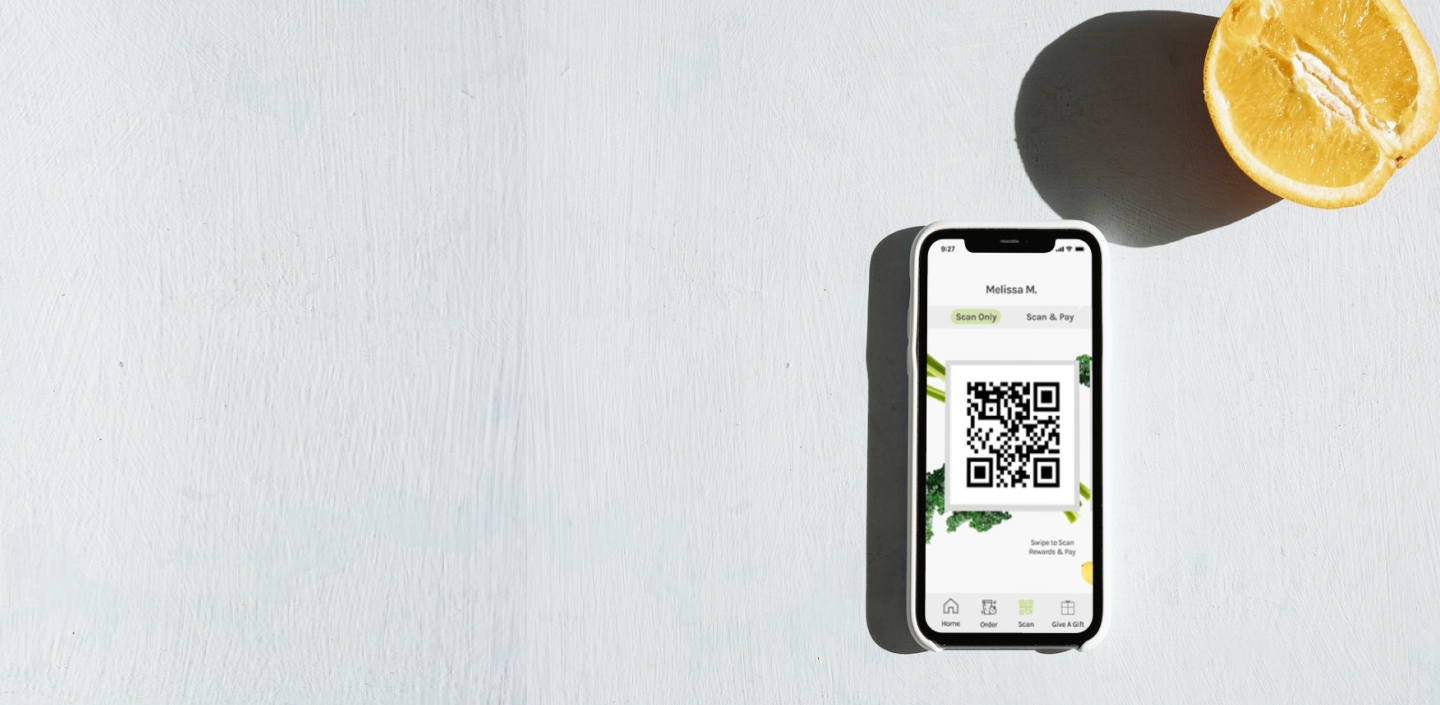 9:27
Melissa M.
Scan Only Scan & Pay
Swipe to Scan
Rewards & Pay
Home Order Scan Give A Gift